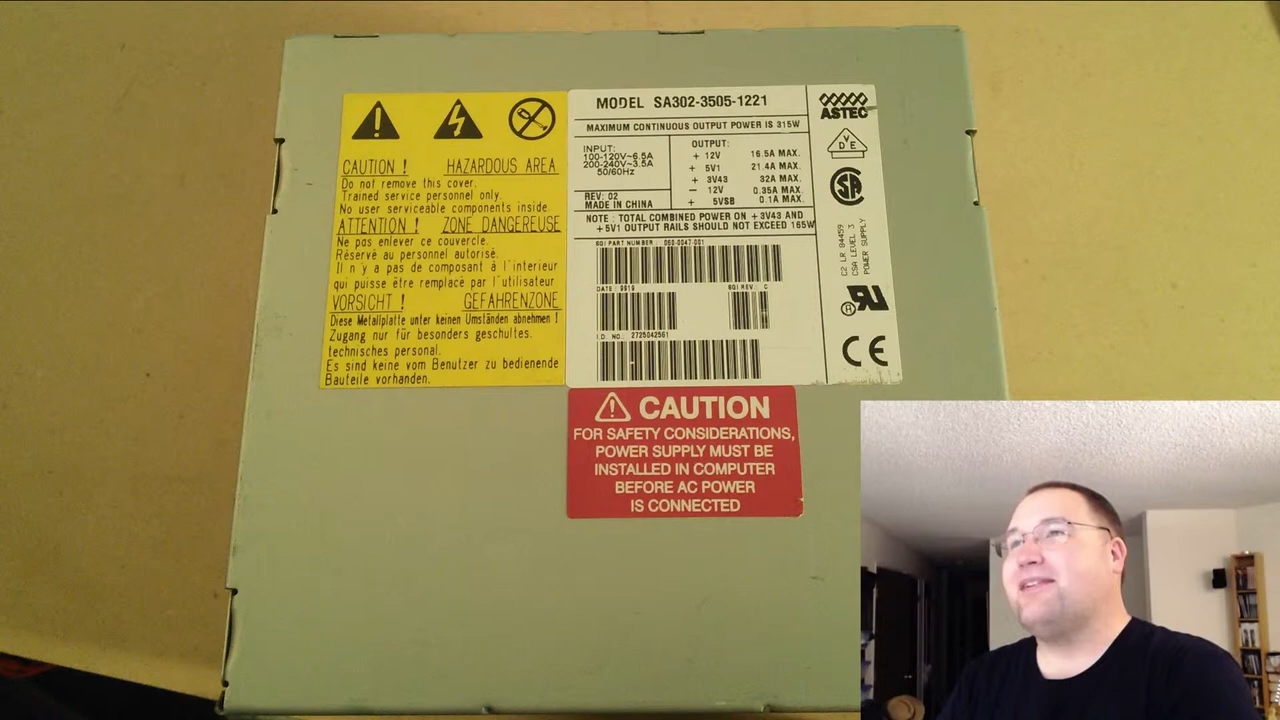 CAUTION ! HAZARDOUS AREA
Do not remove this cover.
Trained service personnel only.
No user serviceable components inside.
ATTENTION ! ZONE DANGEREUSE
Ne pas enlever ce couvercle.
Réservé au personnel autorisé.
Il n'y a pas de composant à l'interieur
qui puisse être remplacé par l'utilisateur
VORSICHT ! GEFAHRENZONE
Diese Metallplatte unter keinen Umständen abnehmen !
Zugang nur für besonders geschultes.
technisches personal.
Es sind keine vom Benutzer zu bedienende
Bauteile vorhanden.
MODEL SA302-3505-1221
MAXIMUM CONTINUOUS OUTPUT POWER IS 315W
INPUT:
100-120V~6.5A
200-240V~3.5A
50/60Hz
REV: 02
MADE IN CHINA
OUTPUT:
+ 12V 16.5A MAX.
+ 5V1 21.4A MAX.
+ 3V43 32A MAX.
- 12V 0.35A MAX.
+ 5VSB 0.1A MAX.
NOTE : TOTAL COMBINED POWER ON +3V43 AND
+5V1 OUTPUT RAILS SHOULD NOT EXCEED 165W
SGI PART NUMBER : 060-0047-001
DATE : 9919 SGI REV: C
I.D. NO.: 2725042561
ASTEC
VDE
SA
C2 LR 84459
CSA LEVEL 3
POWER SUPPLY
RU ®
CE
CAUTION
FOR SAFETY CONSIDERATIONS,
POWER SUPPLY MUST BE
INSTALLED IN COMPUTER
BEFORE AC POWER
IS CONNECTED